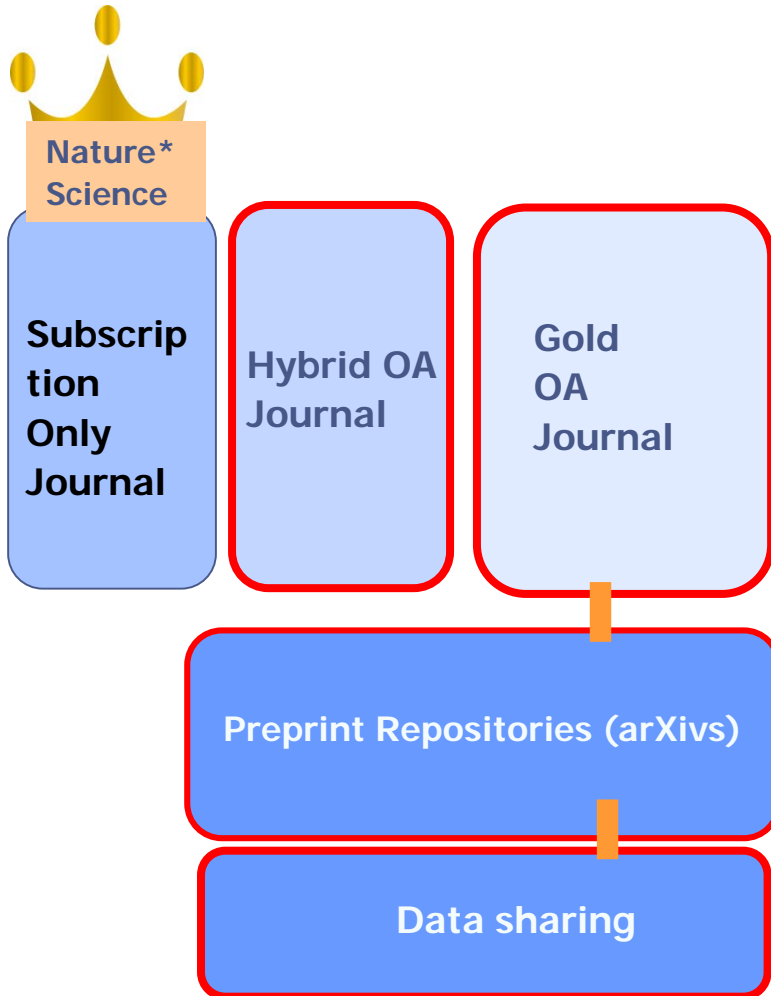 Nature*
Science
Subscrip
tion
Only
Journal
Hybrid OA
Journal
Gold
OA
Journal
Preprint Repositories (arXivs)
Data sharing